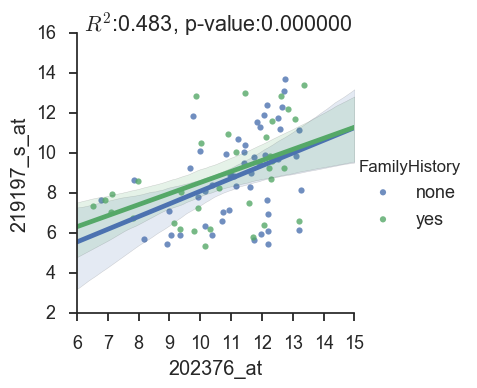 R²:0.483, p-value:0.000000
16
14
12
10
8
6
4
2
219197_s_at
6 7 8 9 10 11 12 13 14 15
202376_at
FamilyHistory
none
yes